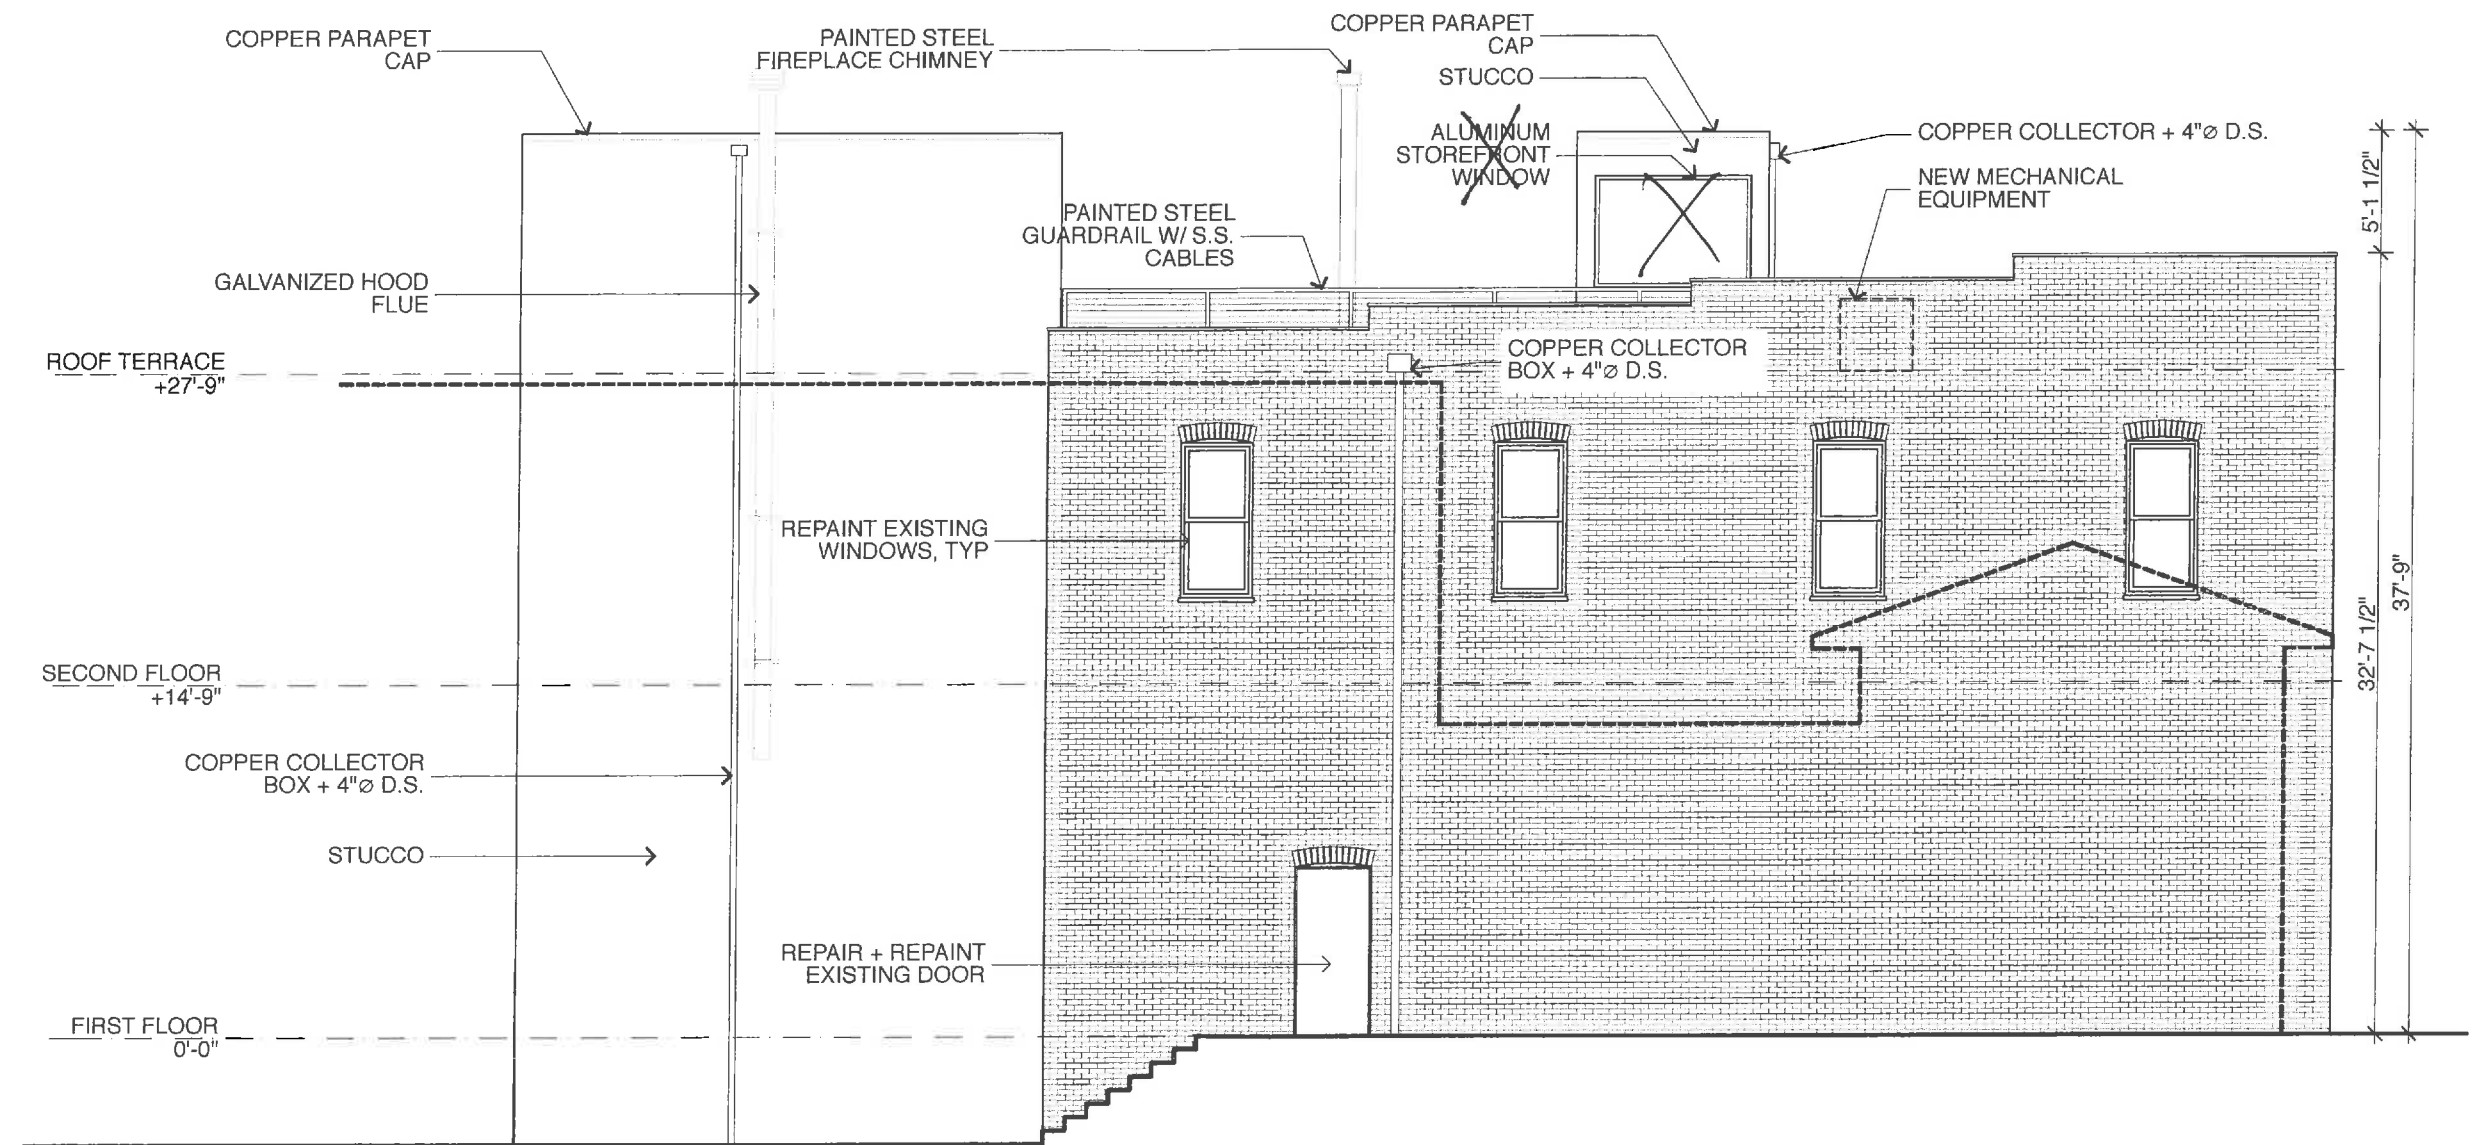 COPPER PARAPET
CAP
PAINTED STEEL
FIREPLACE CHIMNEY
COPPER PARAPET
CAP
STUCCO
ALUMINUM
STOREFRONT
WINDOW
COPPER COLLECTOR + 4"⌀ D.S.
NEW MECHANICAL
EQUIPMENT
5'-1 1/2"
PAINTED STEEL
GUARDRAIL W/ S.S.
CABLES
GALVANIZED HOOD
FLUE
ROOF TERRACE
+27'-9"
COPPER COLLECTOR
BOX + 4"⌀ D.S.
REPAINT EXISTING
WINDOWS, TYP
37'-9"
32'-7 1/2"
SECOND FLOOR
+14'-9"
COPPER COLLECTOR
BOX + 4"⌀ D.S.
STUCCO
REPAIR + REPAINT
EXISTING DOOR
FIRST FLOOR
0'-0"